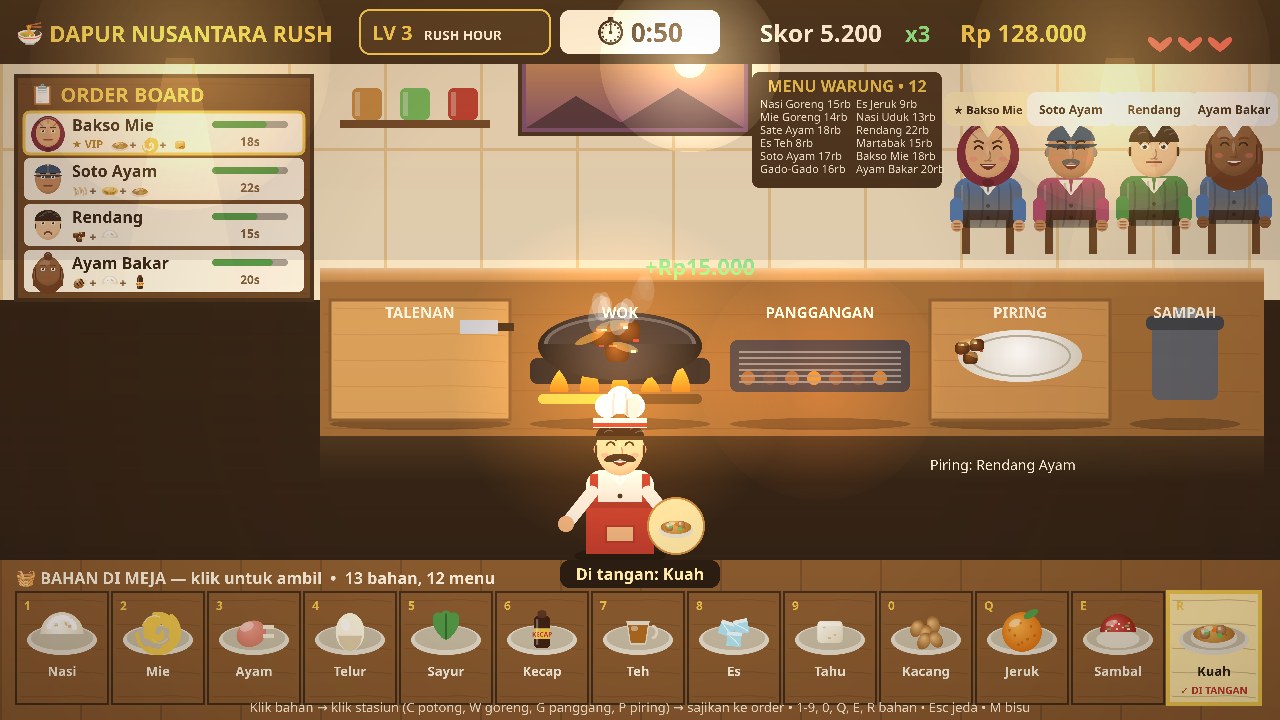 DAPUR NUSANTARA RUSH
LV 3 RUSH HOUR
0:50
Skor 5.200 x3 Rp 128.000
ORDER BOARD
Bakso Mie
★ VIP + +
18s
Soto Ayam
+ +
22s
Rendang
+
15s
Ayam Bakar
+ +
20s
MENU WARUNG • 12
Nasi Goreng 15rb Es Jeruk 9rb
Mie Goreng 14rb Nasi Uduk 13rb
Sate Ayam 18rb Rendang 22rb
Es Teh 8rb Martabak 15rb
Soto Ayam 17rb Bakso Mie 18rb
Gado-Gado 16rb Ayam Bakar 20rb
★ Bakso Mie Soto Ayam Rendang Ayam Bakar
+Rp15.000
TALENAN WOK PANGGANGAN PIRING SAMPAH
Piring: Rendang Ayam
Di tangan: Kuah
BAHAN DI MEJA — klik untuk ambil • 13 bahan, 12 menu
1 2 3 4 5 6 7 8 9 0 Q E R
KECAP
Nasi Mie Ayam Telur Sayur Kecap Teh Es Tahu Kacang Jeruk Sambal Kuah
✓ DI TANGAN
Klik bahan → klik stasiun (C potong, W goreng, G panggang, P piring) → sajikan ke order • 1-9, 0, Q, E, R bahan • Esc jeda • M bisu